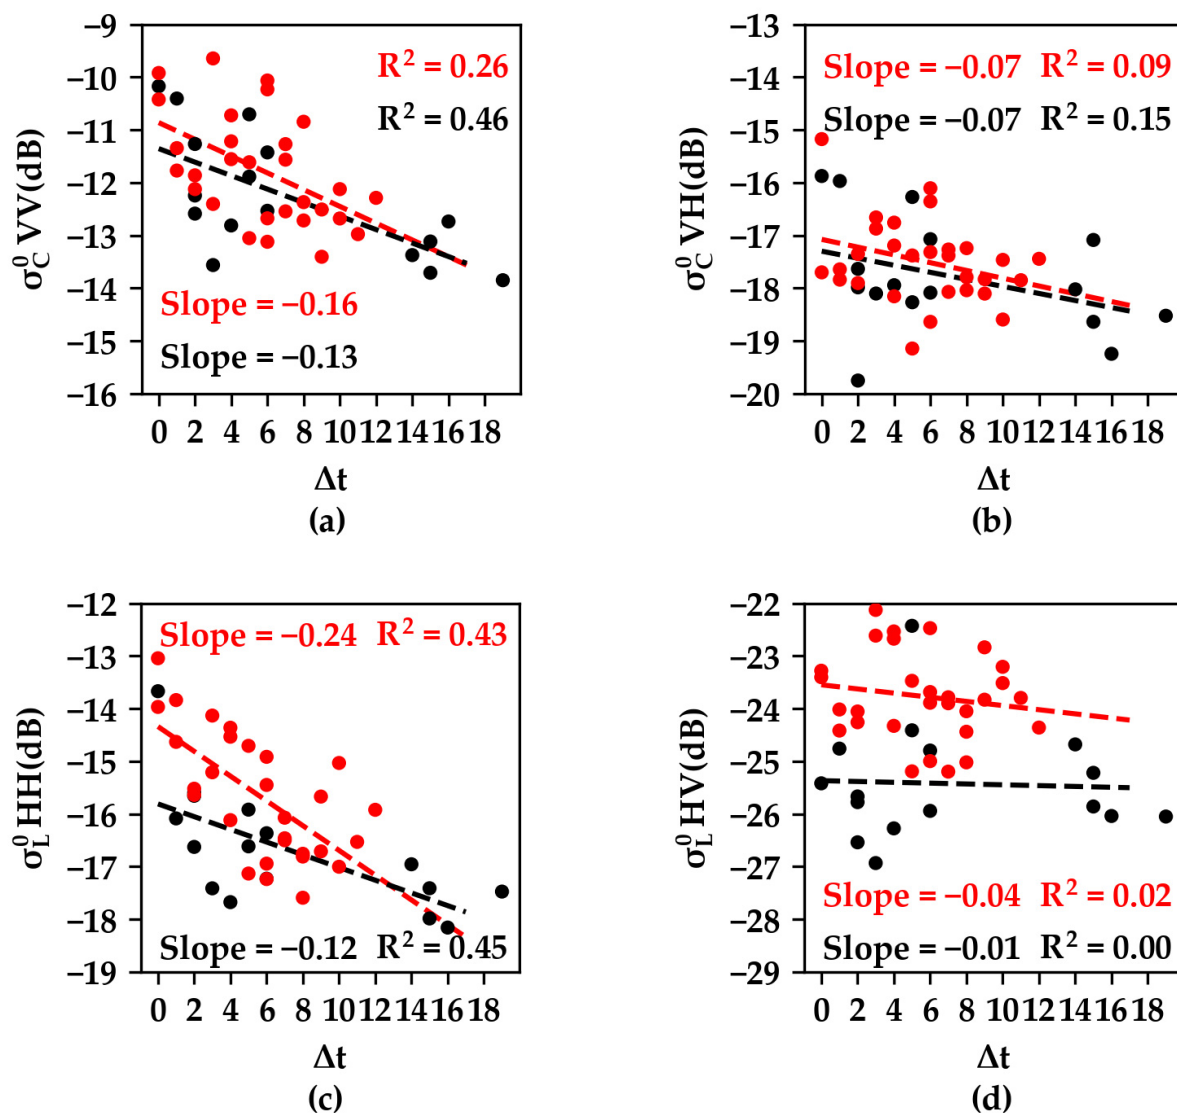 −9
−10
−11
−12
−13
−14
−15
−16
σ⁰C VV(dB)
R² = 0.26
R² = 0.46
Slope = −0.16
Slope = −0.13
0 2 4 6 8 10 12 14 16 18
Δt
(a)
−13
−14
−15
−16
−17
−18
−19
−20
σ⁰C VH(dB)
Slope = −0.07 R² = 0.09
Slope = −0.07 R² = 0.15
0 2 4 6 8 10 12 14 16 18
Δt
(b)
−12
−13
−14
−15
−16
−17
−18
−19
σ⁰L HH(dB)
Slope = −0.24 R² = 0.43
Slope = −0.12 R² = 0.45
0 2 4 6 8 10 12 14 16 18
Δt
(c)
−22
−23
−24
−25
−26
−27
−28
−29
σ⁰L HV(dB)
Slope = −0.04 R² = 0.02
Slope = −0.01 R² = 0.00
0 2 4 6 8 10 12 14 16 18
Δt
(d)